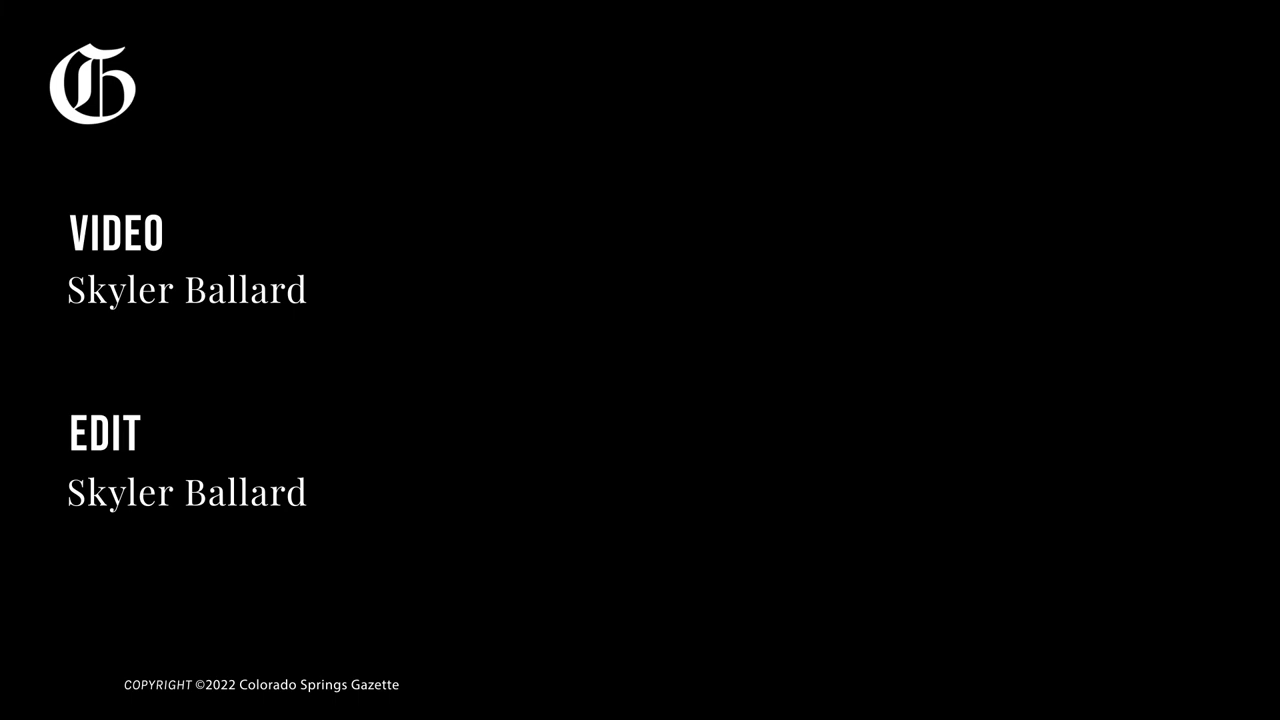 G
VIDEO
Skyler Ballard
EDIT
Skyler Ballard
COPYRIGHT ©2022 Colorado Springs Gazette